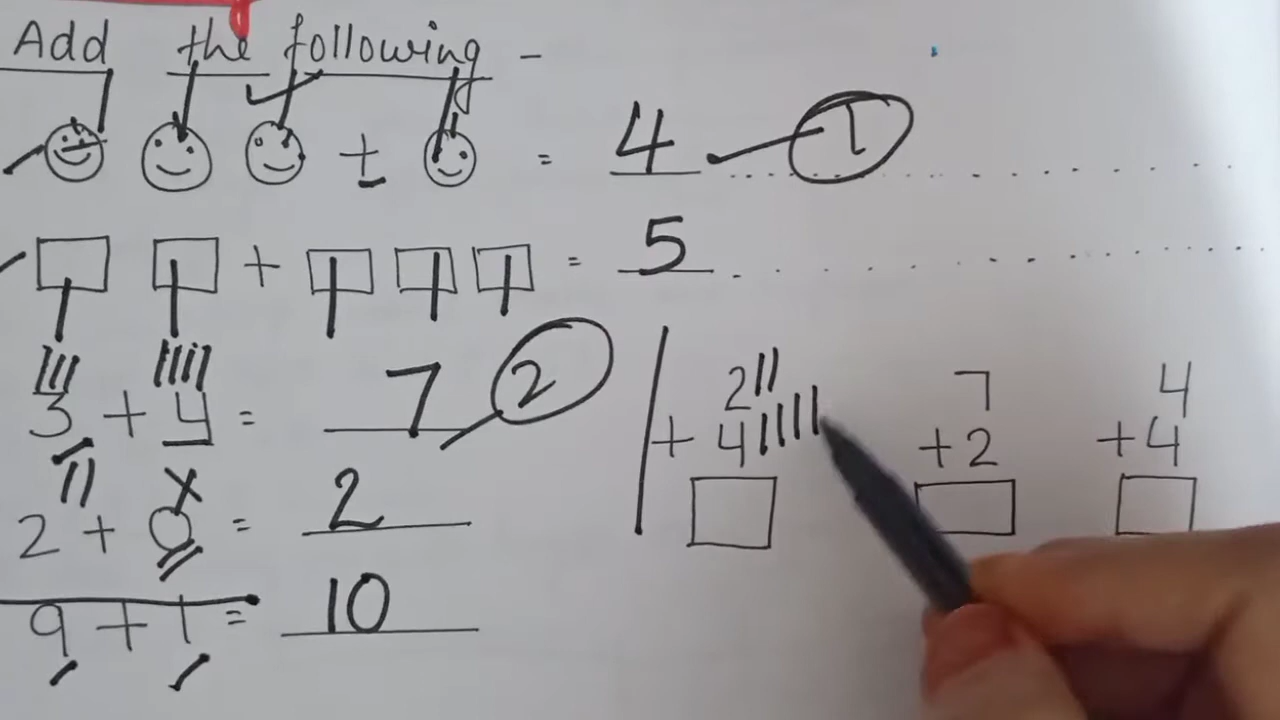 Add the following -
+ = 4 1
+ = 5
3 + 4 = 7 2
2 + 0 = 2
9 + 1 = 10
2
+ 4
7
+ 2
4
+ 4